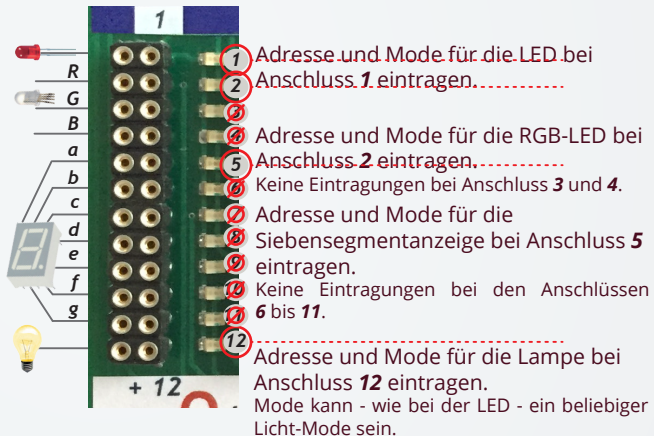 1
R
G
B
a
b
c
d
e
f
g
+ 12
1
2
3
4
5
6
7
8
9
10
11
12
Adresse und Mode für die LED bei
Anschluss 1 eintragen.
Adresse und Mode für die RGB-LED bei
Anschluss 2 eintragen.
Keine Eintragungen bei Anschluss 3 und 4.
Adresse und Mode für die
Siebensegmentanzeige bei Anschluss 5
eintragen.
Keine Eintragungen bei den Anschlüssen
6 bis 11.
Adresse und Mode für die Lampe bei
Anschluss 12 eintragen.
Mode kann - wie bei der LED - ein beliebiger
Licht-Mode sein.